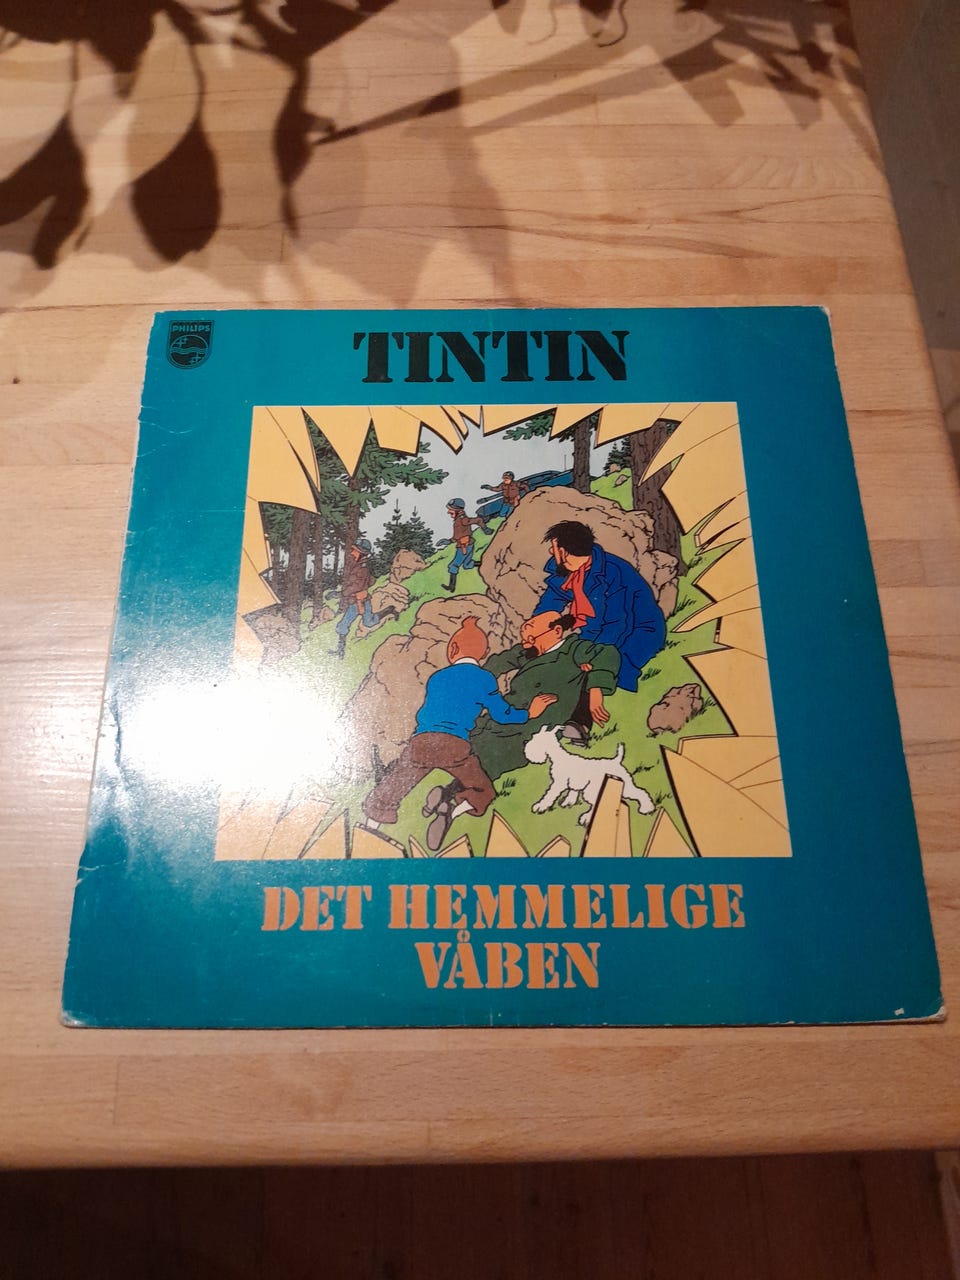 PHILIPS
TINTIN
DET HEMMELIGE
VÅBEN